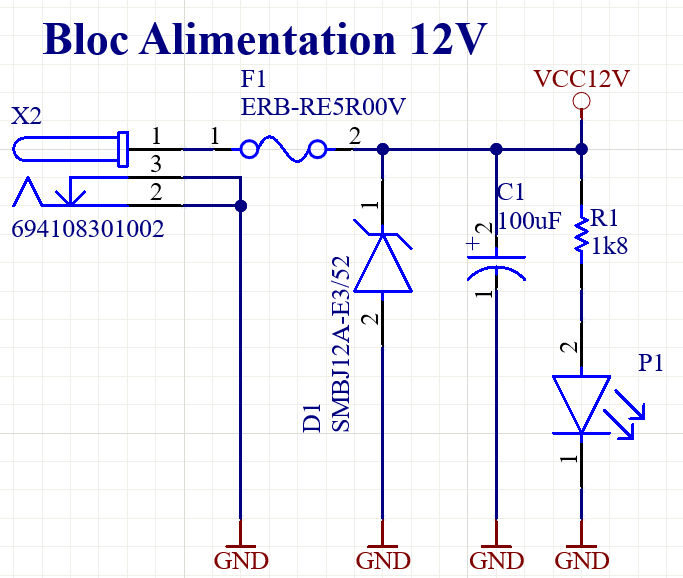 Bloc Alimentation 12V
F1
ERB-RE5R00V
VCC12V
X2
1
1
2
3
2
694108301002
1
2
D1
SMBJ12A-E3/52
C1
100uF
+
2
1
R1
1k8
2
P1
1
GND
GND
GND
GND